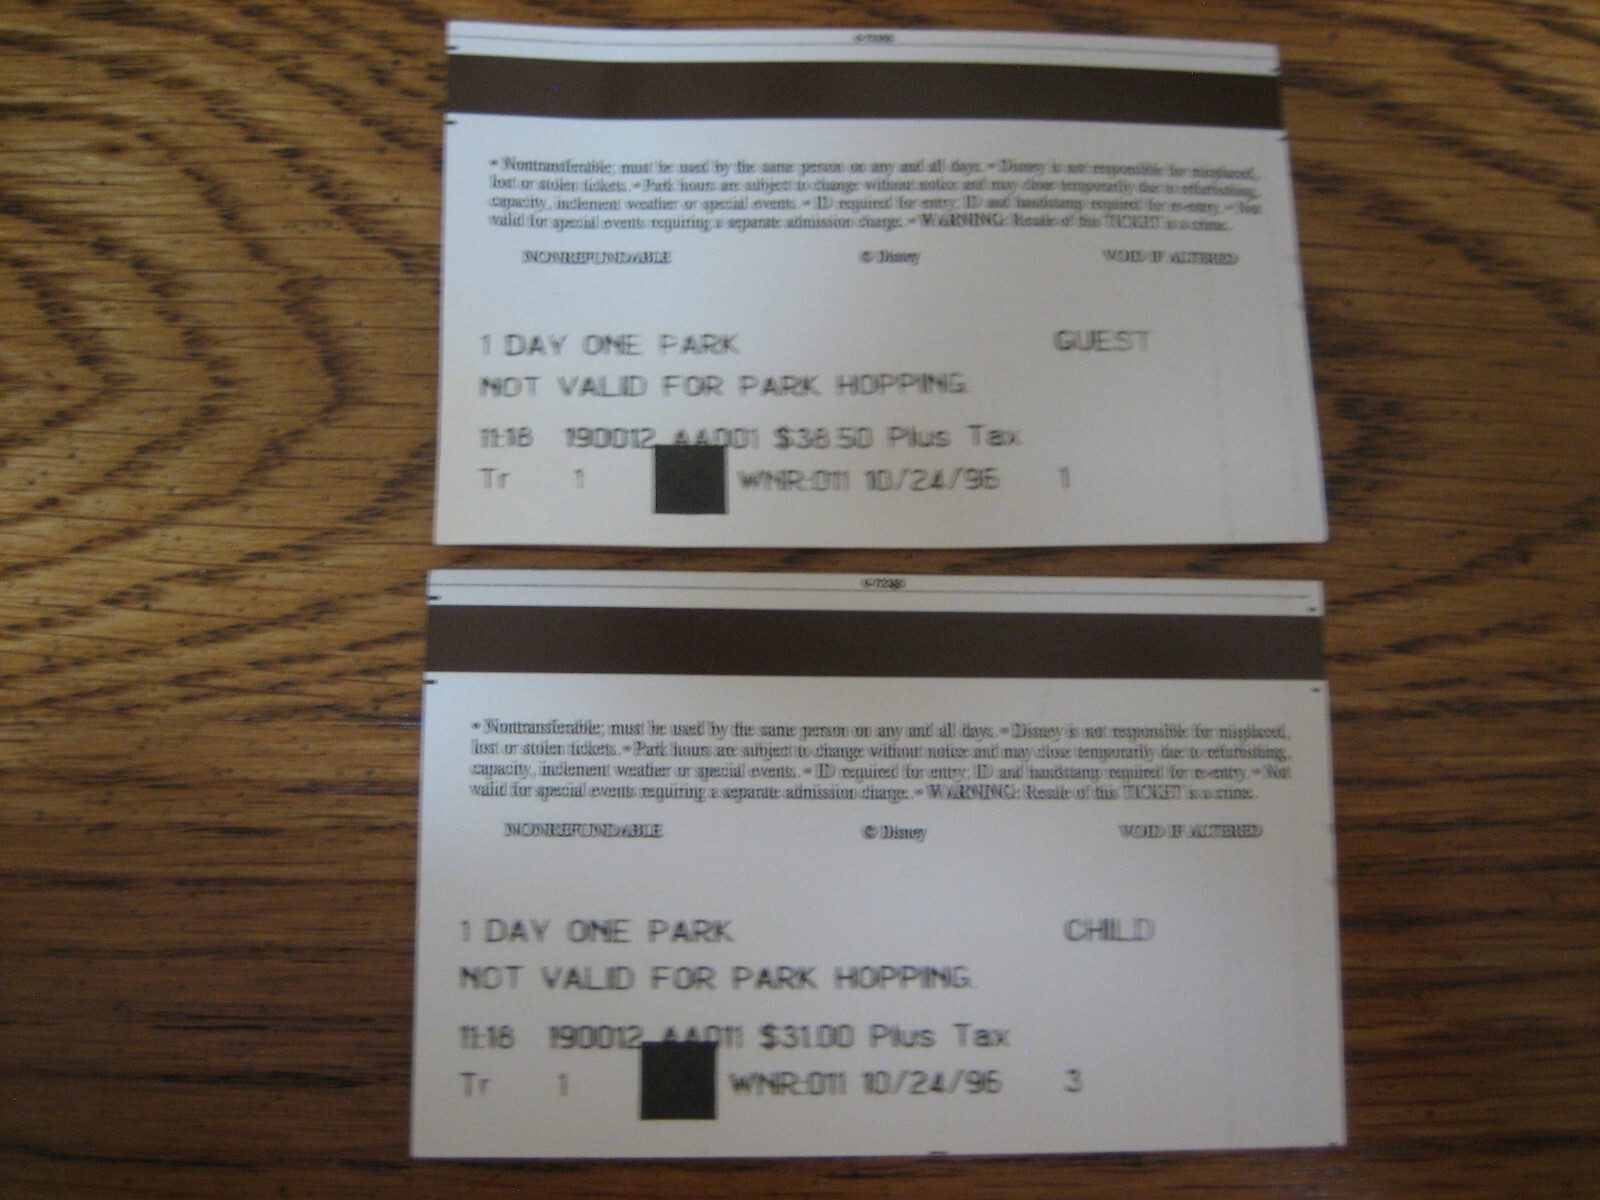 • Nontransferable; must be used by the same person on any and all days. • Disney is not responsible for misplaced,
lost or stolen tickets. • Park hours are subject to change without notice and may close temporarily due to refurbishing,
capacity, inclement weather or special events. • ID required for entry; ID and handstamp required for re-entry. • Not
valid for special events requiring a separate admission charge. • WARNING: Resale of this TICKET is a crime.
NONREFUNDABLE © Disney VOID IF ALTERED
1 DAY ONE PARK GUEST
NOT VALID FOR PARK HOPPING.
11:18 190012 AA001 $38.50 Plus Tax
Tr 1 WNR:011 10/24/96 1
• Nontransferable; must be used by the same person on any and all days. • Disney is not responsible for misplaced,
lost or stolen tickets. • Park hours are subject to change without notice and may close temporarily due to refurbishing,
capacity, inclement weather or special events. • ID required for entry; ID and handstamp required for re-entry. • Not
valid for special events requiring a separate admission charge. • WARNING: Resale of this TICKET is a crime.
NONREFUNDABLE © Disney VOID IF ALTERED
1 DAY ONE PARK CHILD
NOT VALID FOR PARK HOPPING.
11:18 190012 AA011 $31.00 Plus Tax
Tr 1 WNR:011 10/24/96 3